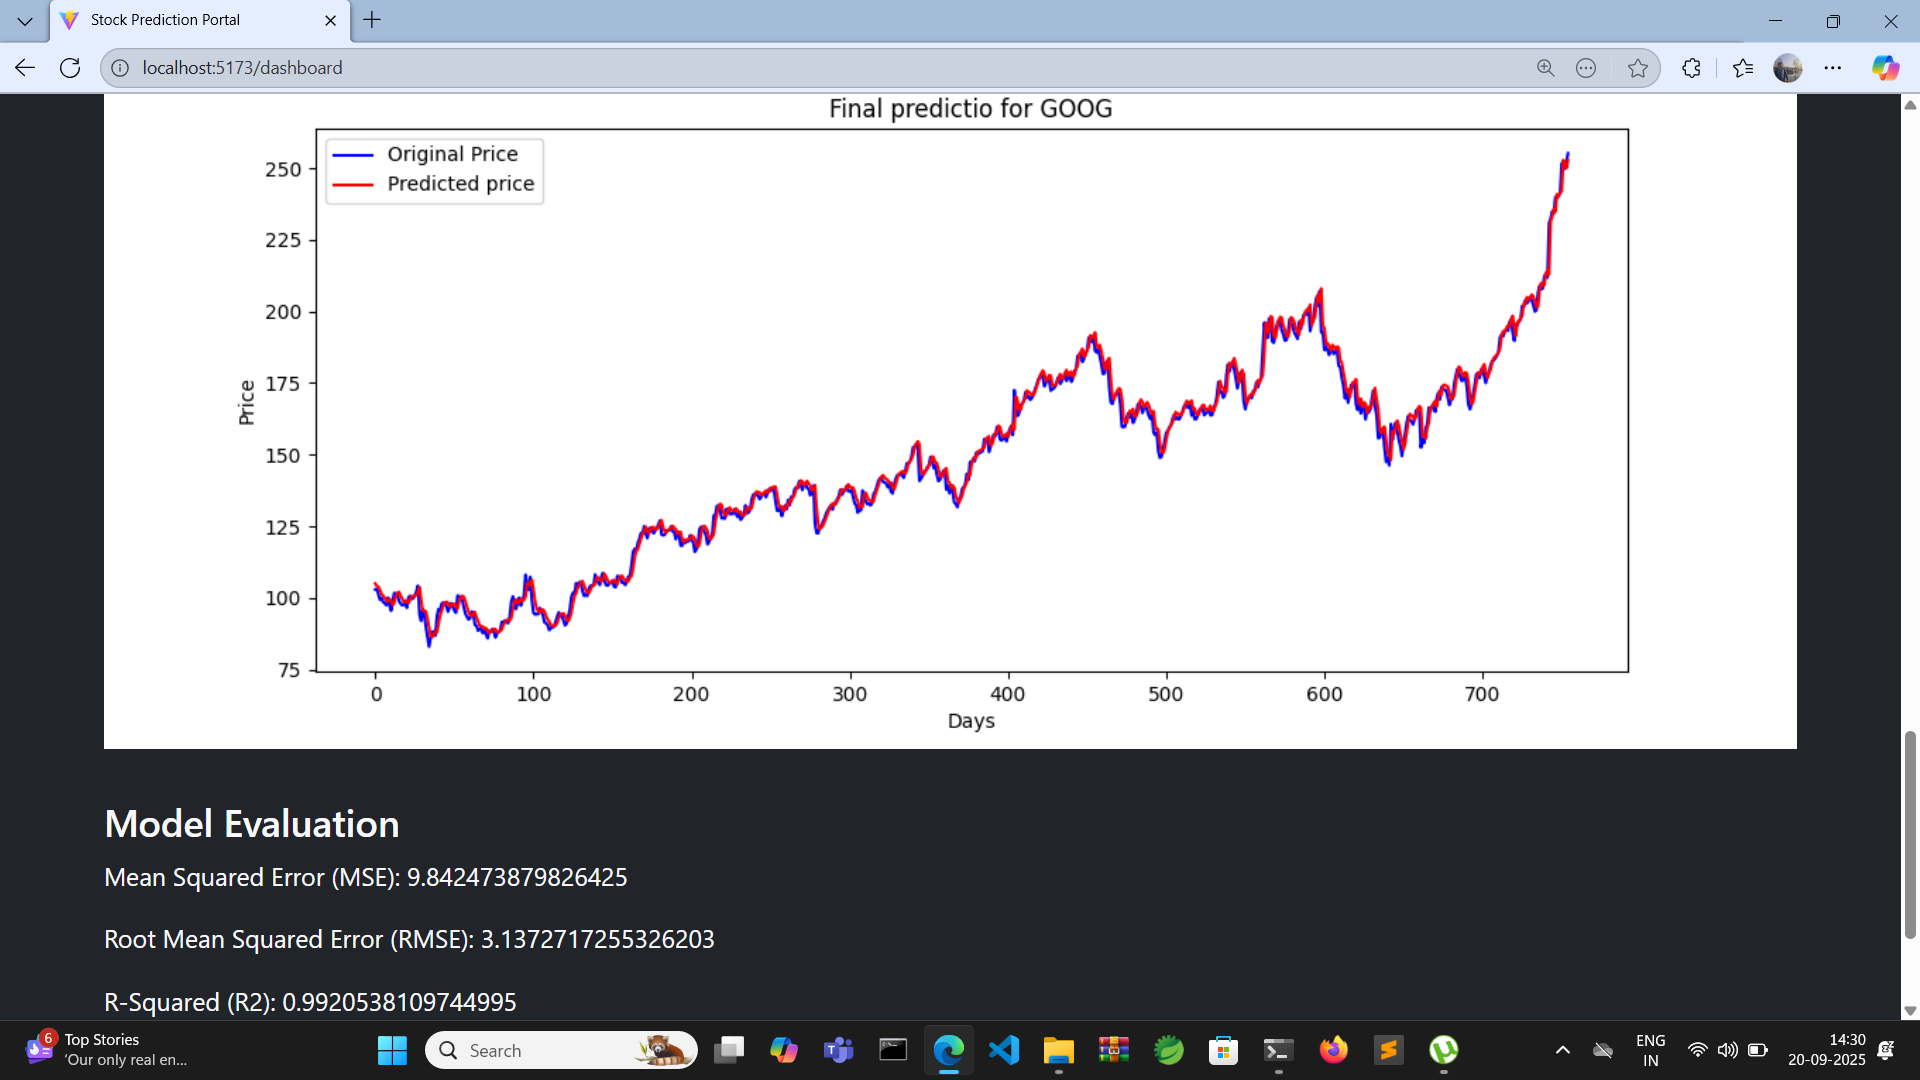 Stock Prediction Portal
localhost:5173/dashboard
Final predictio for GOOG
Original Price
Predicted price
250
225
200
175
150
125
100
75
Price
0 100 200 300 400 500 600 700
Days
Model Evaluation
Mean Squared Error (MSE): 9.842473879826425
Root Mean Squared Error (RMSE): 3.1372717255326203
R-Squared (R2): 0.9920538109744995
6
Top Stories
'Our only real en...
Search
ENG
IN
14:30
20-09-2025